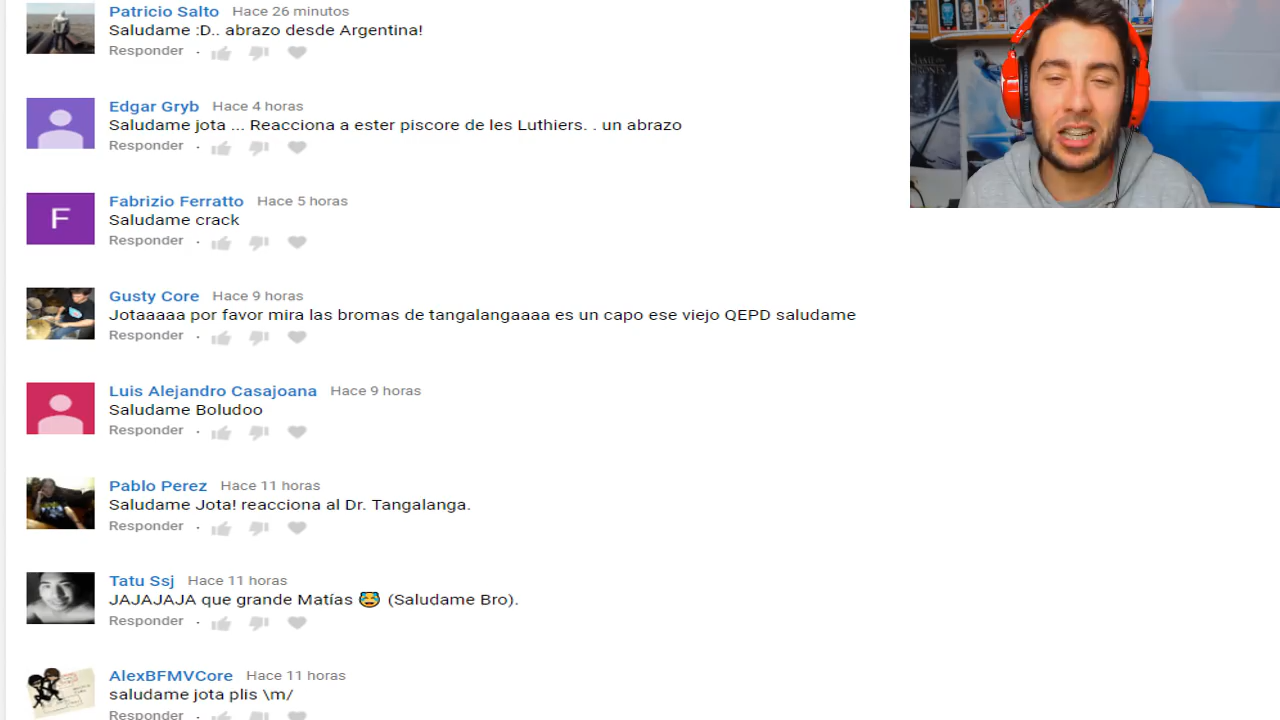 Patricio Salto Hace 26 minutos
Saludame :D.. abrazo desde Argentina!
Responder ·
Edgar Gryb Hace 4 horas
Saludame jota ... Reacciona a ester piscore de les Luthiers. . un abrazo
Responder ·
F
Fabrizio Ferratto Hace 5 horas
Saludame crack
Responder ·
Gusty Core Hace 9 horas
Jotaaaaa por favor mira las bromas de tangalangaaaa es un capo ese viejo QEPD saludame
Responder ·
Luis Alejandro Casajoana Hace 9 horas
Saludame Boludoo
Responder ·
Pablo Perez Hace 11 horas
Saludame Jota! reacciona al Dr. Tangalanga.
Responder ·
Tatu Ssj Hace 11 horas
JAJAJAJA que grande Matías 😂 (Saludame Bro).
Responder ·
AlexBFMVCore Hace 11 horas
saludame jota plis \m/
Responder ·